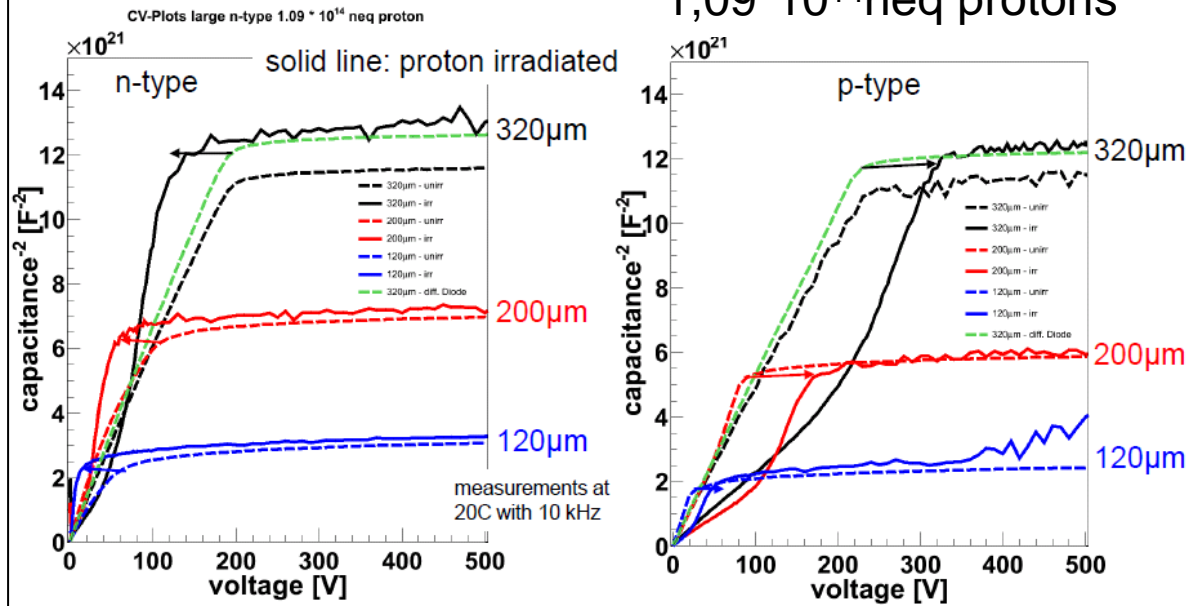 1,09*10¹⁴neq protons
CV-Plots large n-type 1.09 * 10¹⁴ neq proton
×10²¹
solid line: proton irradiated
n-type
capacitance⁻² [F⁻²]
14
12
10
8
6
4
2
0
0 100 200 300 400 500
voltage [V]
320μm - unirr
320μm - irr
200μm - unirr
200μm - irr
120μm - unirr
120μm - irr
320μm - diff. Diode
320μm
200μm
120μm
measurements at
20C with 10 kHz
×10²¹
p-type
capacitance⁻² [F⁻²]
14
12
10
8
6
4
2
0
0 100 200 300 400 500
voltage [V]
320μm - unirr
320μm - irr
200μm - unirr
200μm - irr
120μm - unirr
120μm - irr
320μm - diff. Diode
320μm
200μm
120μm